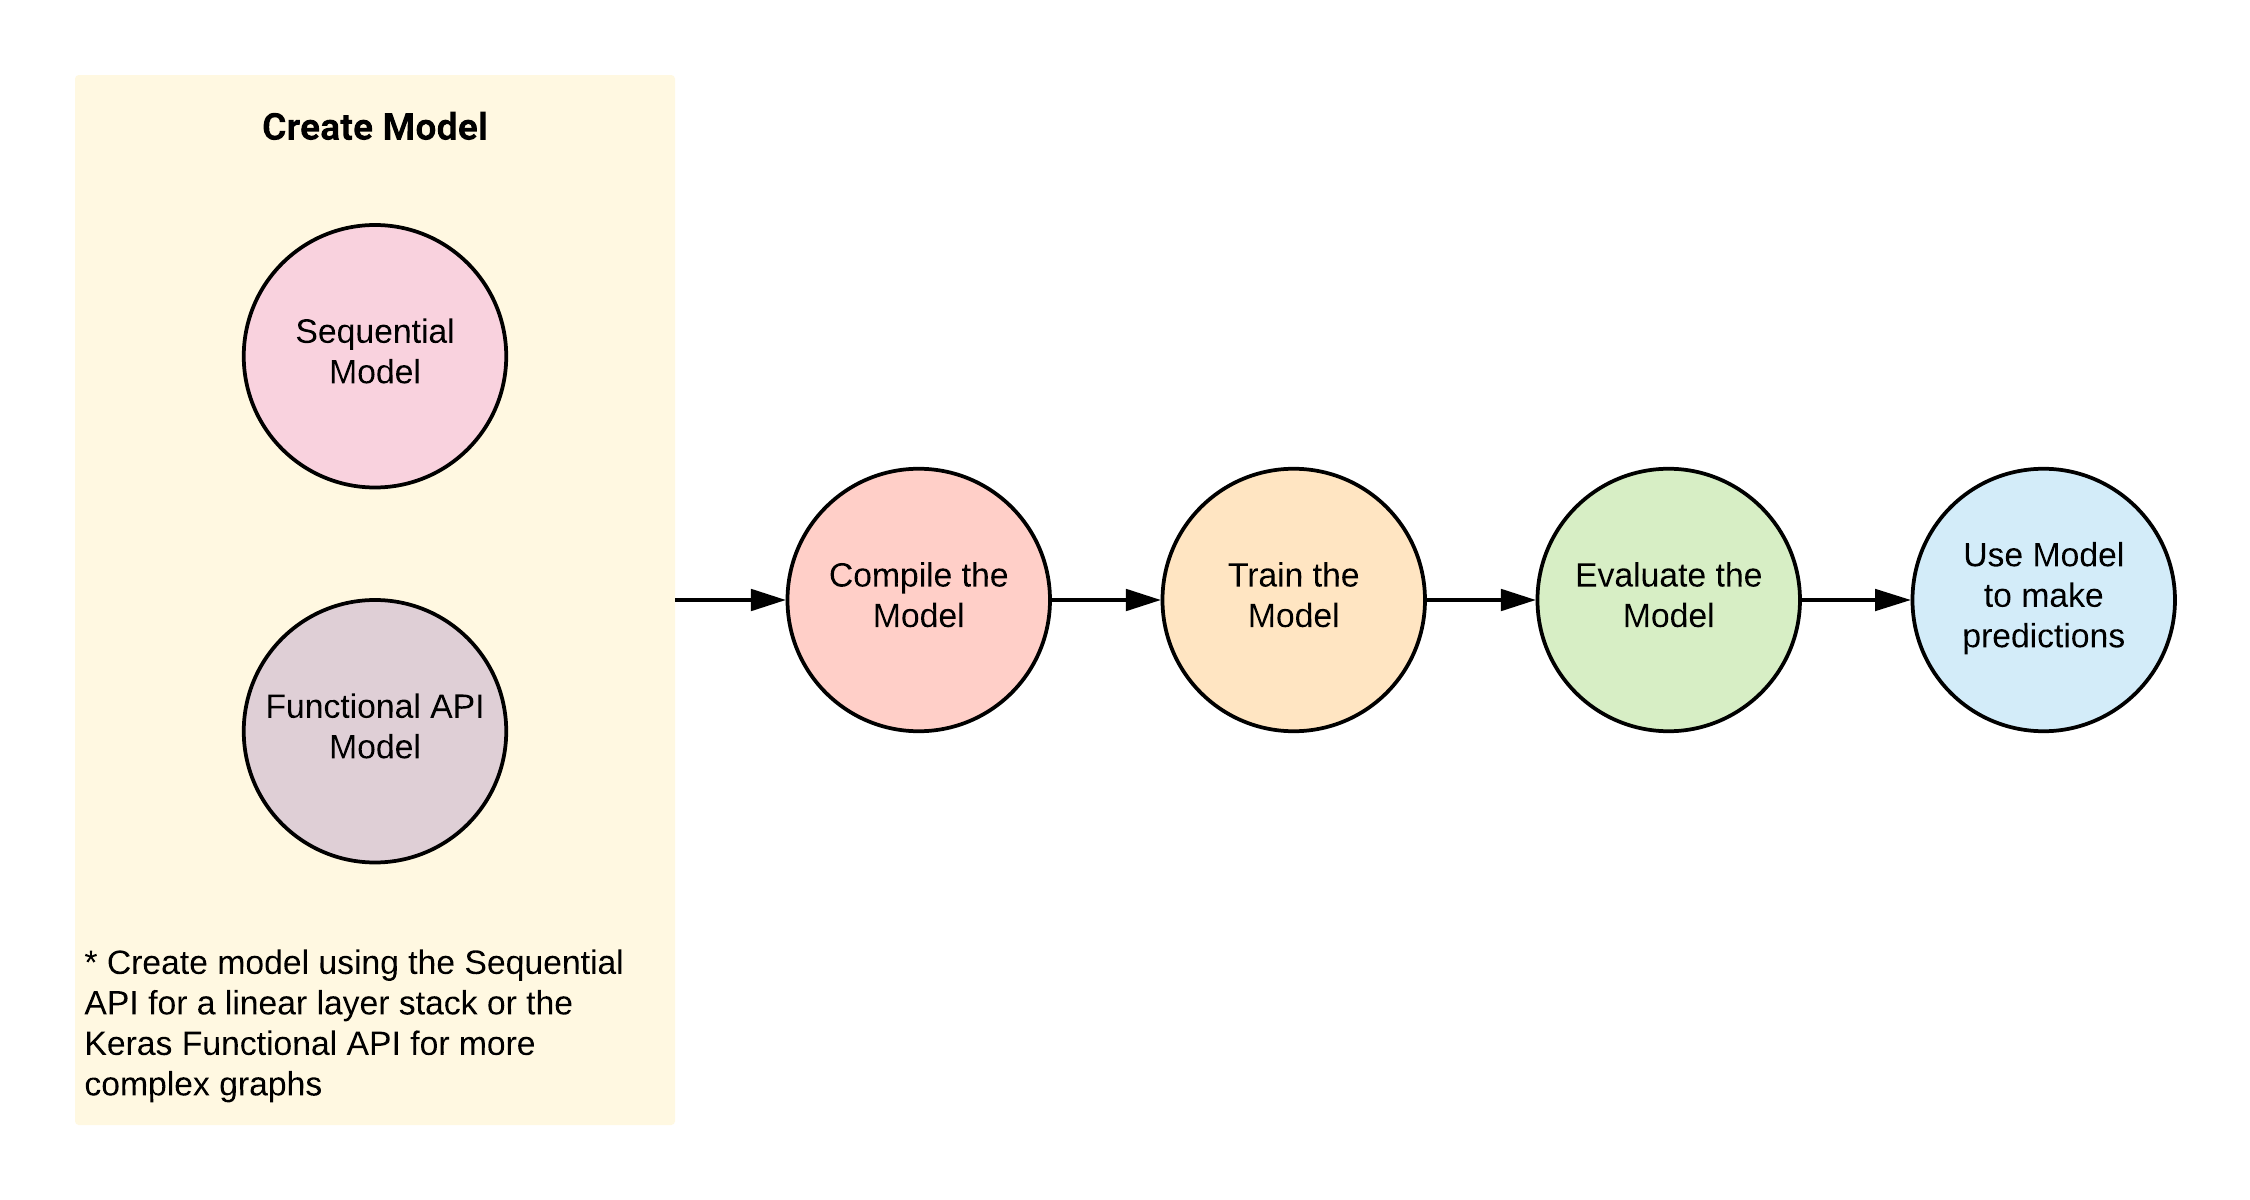 Create Model
Sequential
Model
Functional API
Model
* Create model using the Sequential
API for a linear layer stack or the
Keras Functional API for more
complex graphs
Compile the
Model
Train the
Model
Evaluate the
Model
Use Model
to make
predictions